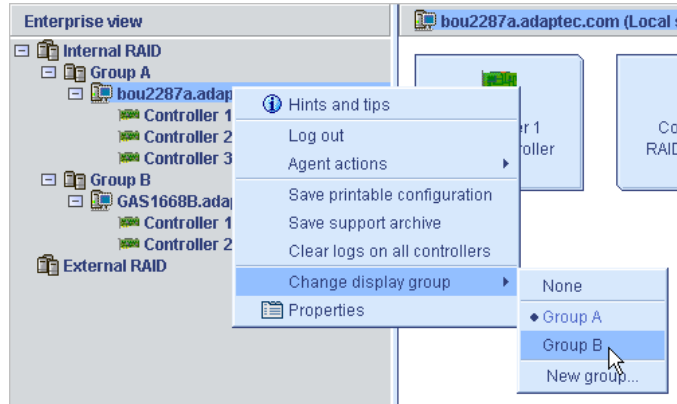 Enterprise view
bou2287a.adaptec.com (Local
Internal RAID
Group A
bou2287a.adap
Controller 1
Controller 2
Controller 3
Group B
GAS1668B.adap
Controller 1
Controller 2
External RAID
Hints and tips
Log out
Agent actions
Save printable configuration
Save support archive
Clear logs on all controllers
Change display group
Properties
None
Group A
Group B
New group...
r 1
roller
Co
RAID